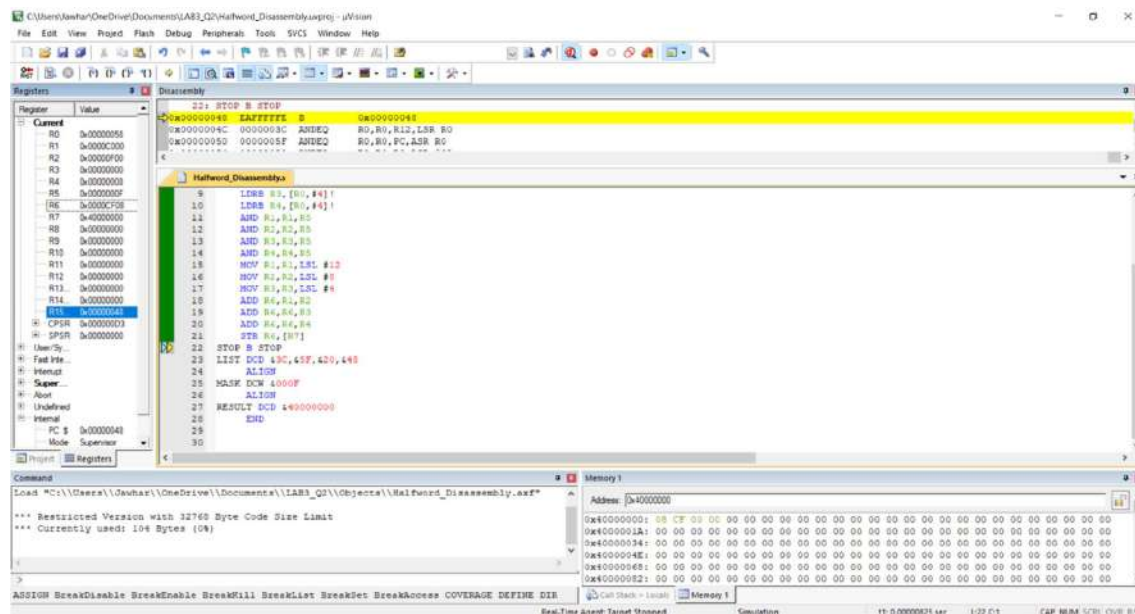 C:\Users\Jawhar\OneDrive\Documents\LAB3_Q2\Halfword_Disassembly.uvproj - µVision
File Edit View Project Flash Debug Peripherals Tools SVCS Window Help
Registers
Register Value
Current
R0 0x00000058
R1 0x0000C000
R2 0x00000F00
R3 0x00000000
R4 0x00000008
R5 0x0000000F
R6 0x0000CF08
R7 0x40000000
R8 0x00000000
R9 0x00000000
R10 0x00000000
R11 0x00000000
R12 0x00000000
R13... 0x00000000
R14... 0x00000000
R15... 0x00000048
CPSR 0x000000D3
SPSR 0x00000000
User/Sy...
Fast Inte...
Interrupt
Super...
Abort
Undefined
Internal
PC $ 0x00000048
Mode Supervisor
Project Registers
Disassembly
22: STOP B STOP
0x00000048 EAFFFFFE B 0x00000048
0x0000004C 0000003C ANDEQ R0,R0,R12,LSR R0
0x00000050 0000005F ANDEQ R0,R0,PC,ASR R0
Halfword_Disassembly.s
9 LDRB R3,[R0,#4]!
10 LDRB R4,[R0,#4]!
11 AND R1,R1,R5
12 AND R2,R2,R5
13 AND R3,R3,R5
14 AND R4,R4,R5
15 MOV R1,R1,LSL #12
16 MOV R2,R2,LSL #8
17 MOV R3,R3,LSL #4
18 ADD R6,R1,R2
19 ADD R6,R6,R3
20 ADD R6,R6,R4
21 STR R6,[R7]
22 STOP B STOP
23 LIST DCD &3C,&5F,&20,&48
24 ALIGN
25 MASK DCW &000F
26 ALIGN
27 RESULT DCD &40000000
28 END
29
30
Command
Load "C:\\Users\\Jawhar\\OneDrive\\Documents\\LAB3_Q2\\Objects\\Halfword_Disassembly.axf"
*** Restricted Version with 32768 Byte Code Size Limit
*** Currently used: 104 Bytes (0%)
>
ASSIGN BreakDisable BreakEnable BreakKill BreakList BreakSet BreakAccess COVERAGE DEFINE DIR
Memory 1
Address: 0x40000000
0x40000000: 08 CF 00 00 00 00 00 00 00 00 00 00 00 00 00 00 00 00 00 00 00 00 00 00 00 00
0x4000001A: 00 00 00 00 00 00 00 00 00 00 00 00 00 00 00 00 00 00 00 00 00 00 00 00 00 00
0x40000034: 00 00 00 00 00 00 00 00 00 00 00 00 00 00 00 00 00 00 00 00 00 00 00 00 00 00
0x4000004E: 00 00 00 00 00 00 00 00 00 00 00 00 00 00 00 00 00 00 00 00 00 00 00 00 00 00
0x40000068: 00 00 00 00 00 00 00 00 00 00 00 00 00 00 00 00 00 00 00 00 00 00 00 00 00 00
0x40000082: 00 00 00 00 00 00 00 00 00 00 00 00 00 00 00 00 00 00 00 00 00 00 00 00 00 00
Call Stack + Locals Memory 1
Real-Time Agent: Target Stopped Simulation t1: 0.00000825 sec L:22 C:1 CAP NUM SCRL OVR R